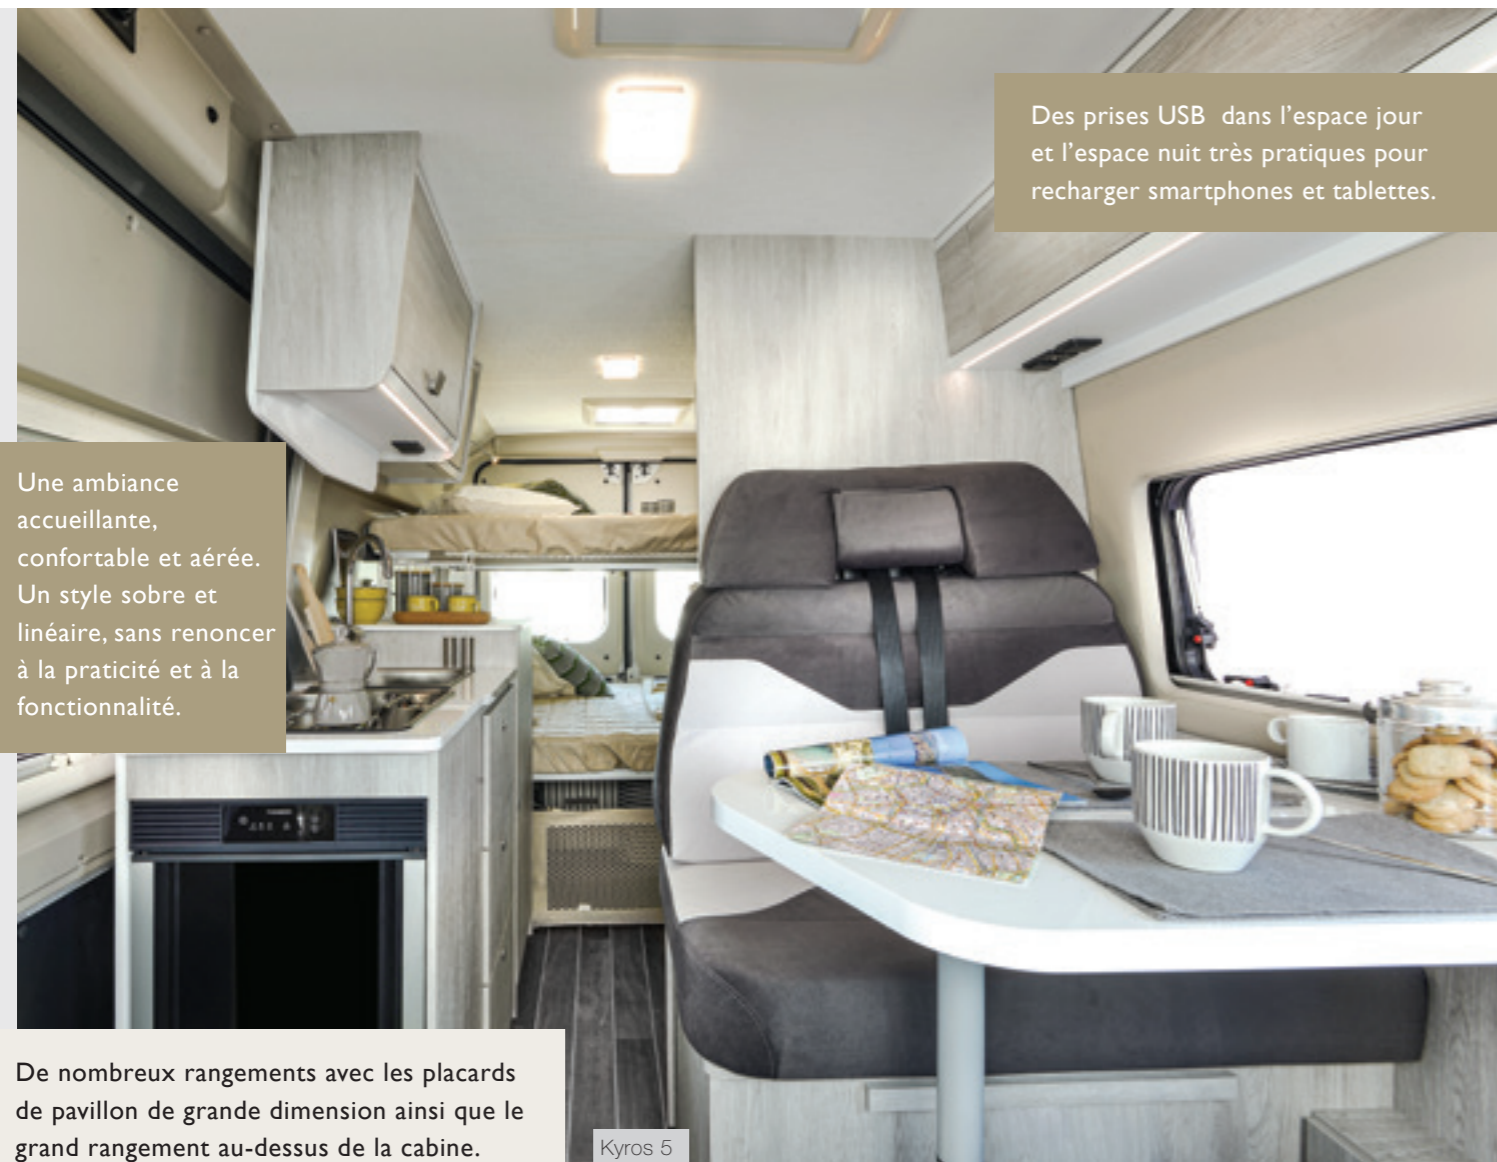 Des prises USB dans l'espace jour
et l'espace nuit très pratiques pour
recharger smartphones et tablettes.
Une ambiance
accueillante,
confortable et aérée.
Un style sobre et
linéaire, sans renoncer
à la praticité et à la
fonctionnalité.
De nombreux rangements avec les placards
de pavillon de grande dimension ainsi que le
grand rangement au-dessus de la cabine.
Kyros 5